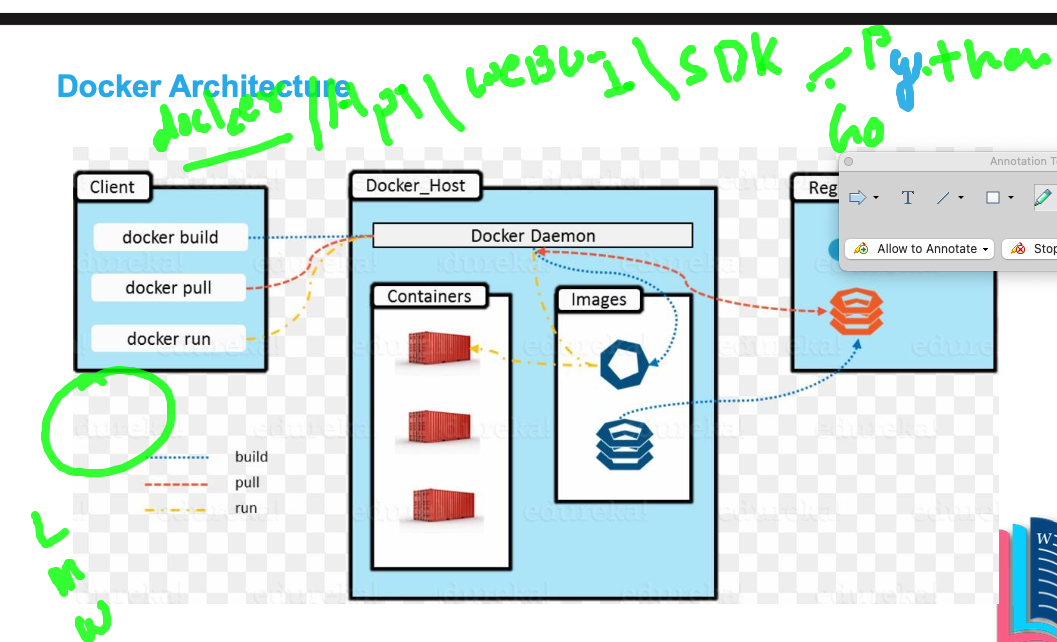 Docker Architecture
docker / API / WEBUI / SDK :- Python
Go
Annotation T
Client
Docker_Host
Reg
T
docker build
Docker Daemon
Allow to Annotate
Stop
docker pull
Containers
Images
docker run
build
pull
run
L
M
W
edureka!
W3